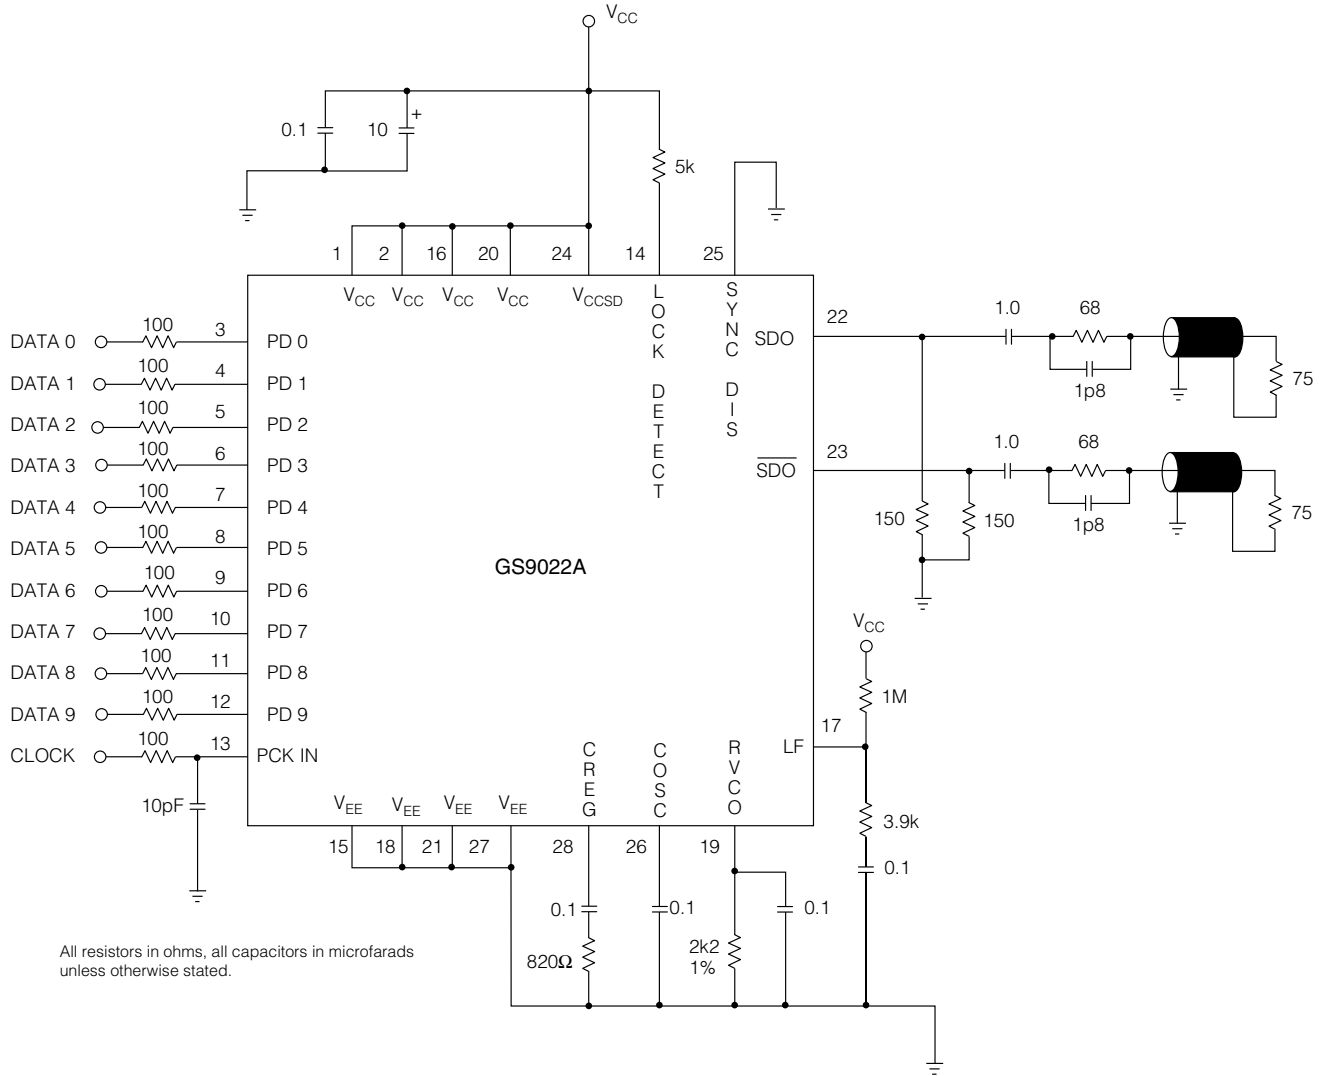 VCC
0.1
10
+
5k
1 2 16 20 24 14 25
VCC VCC VCC VCC VCCSD
LOCK DETECT
SYNC DIS
DATA 0 100 3 PD 0
DATA 1 100 4 PD 1
DATA 2 100 5 PD 2
DATA 3 100 6 PD 3
DATA 4 100 7 PD 4
DATA 5 100 8 PD 5
DATA 6 100 9 PD 6
DATA 7 100 10 PD 7
DATA 8 100 11 PD 8
DATA 9 100 12 PD 9
CLOCK 100 13 PCK IN
10pF
GS9022A
SDO 22 1.0 68
1p8
75
SDO 23 1.0 68
1p8
75
150 150
VCC
1M
LF 17
3.9k
0.1
VEE VEE VEE VEE
CREG
COSC
RVCO
15 18 21 27 28 26 19
0.1 0.1 0.1
820Ω
2k2
1%
All resistors in ohms, all capacitors in microfarads
unless otherwise stated.